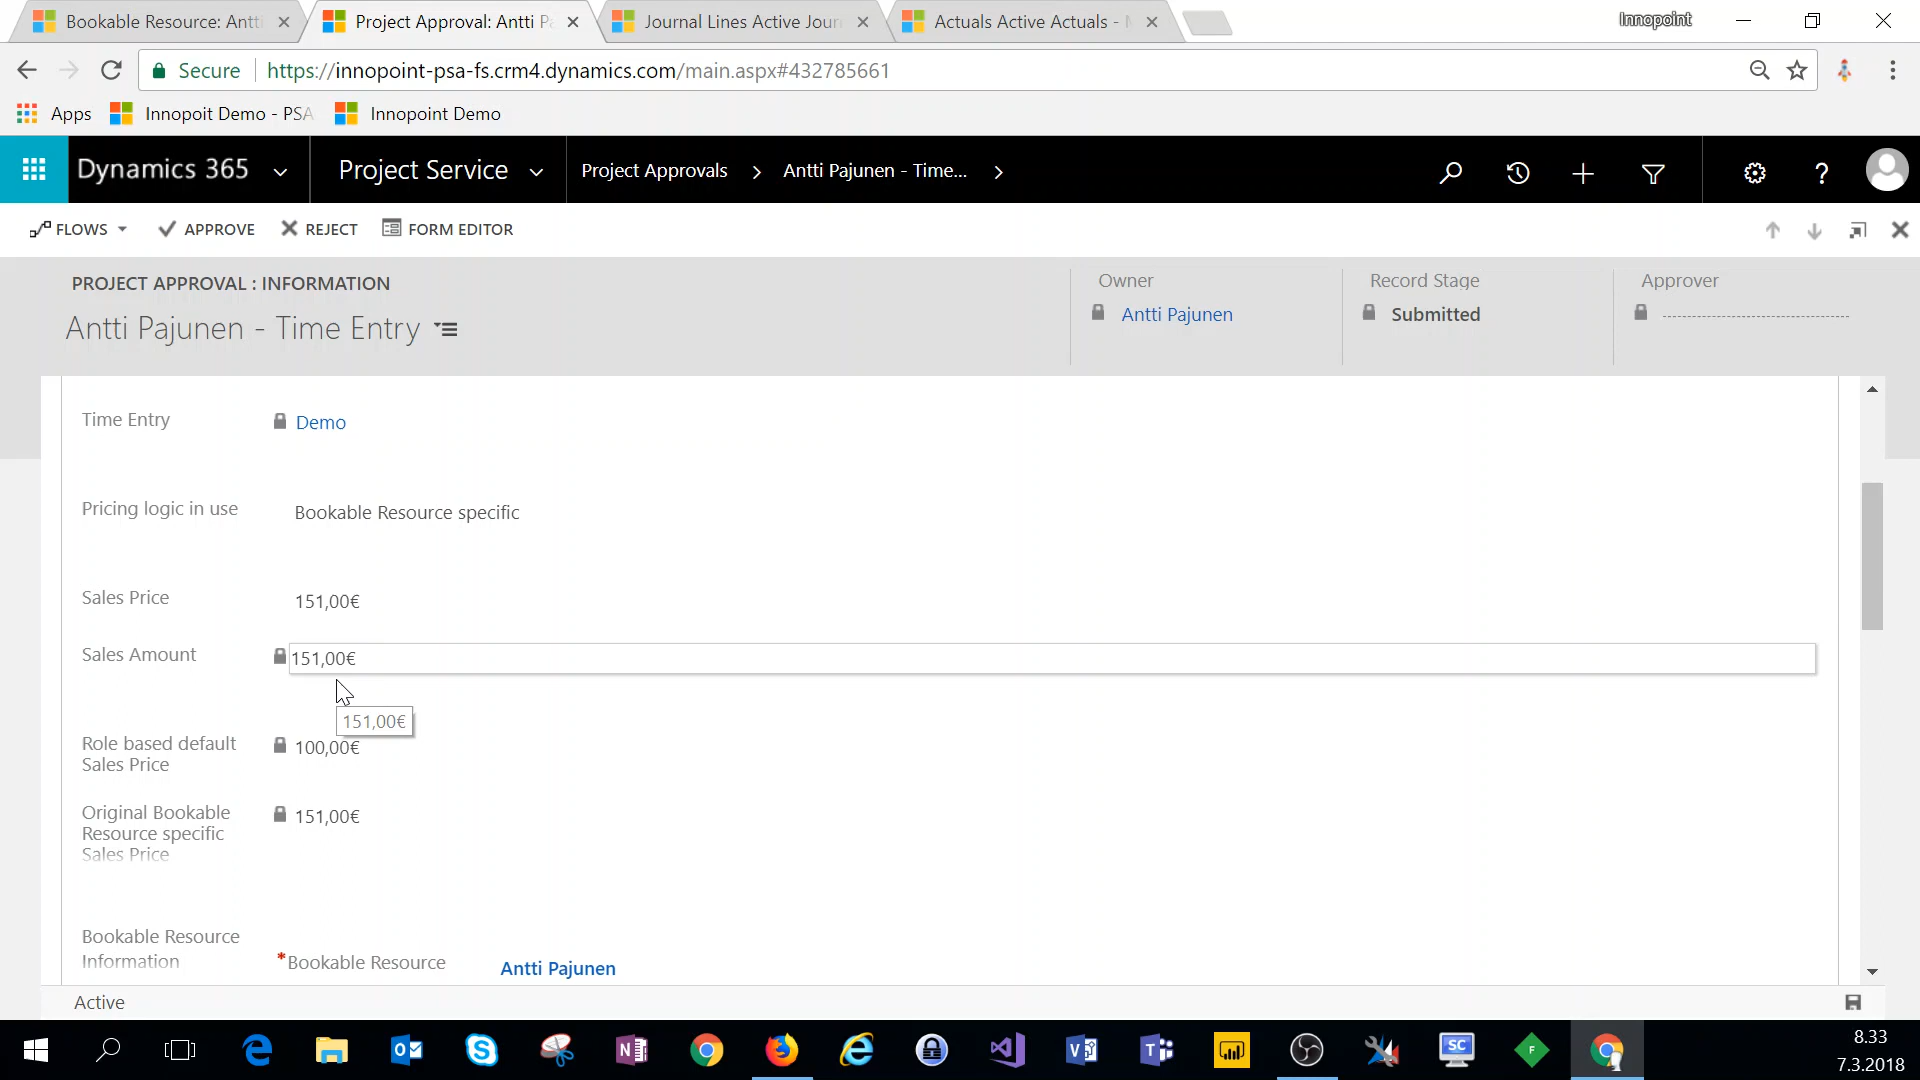 Bookable Resource: Antti
Project Approval: Antti Pa
Journal Lines Active Jour
Actuals Active Actuals -
Innopoint
Secure
https://innopoint-psa-fs.crm4.dynamics.com/main.aspx#432785661
Apps
Innopoit Demo - PSA
Innopoint Demo
Dynamics 365
Project Service
Project Approvals
Antti Pajunen - Time...
?
FLOWS
APPROVE
REJECT
FORM EDITOR
PROJECT APPROVAL : INFORMATION
Antti Pajunen - Time Entry
Owner
Antti Pajunen
Record Stage
Submitted
Approver
Time Entry
Demo
Pricing logic in use
Bookable Resource specific
Sales Price
151,00€
Sales Amount
151,00€
151,00€
Role based default
Sales Price
100,00€
Original Bookable
Resource specific
Sales Price
151,00€
Bookable Resource
Information
*Bookable Resource
Antti Pajunen
Active
8.33
7.3.2018